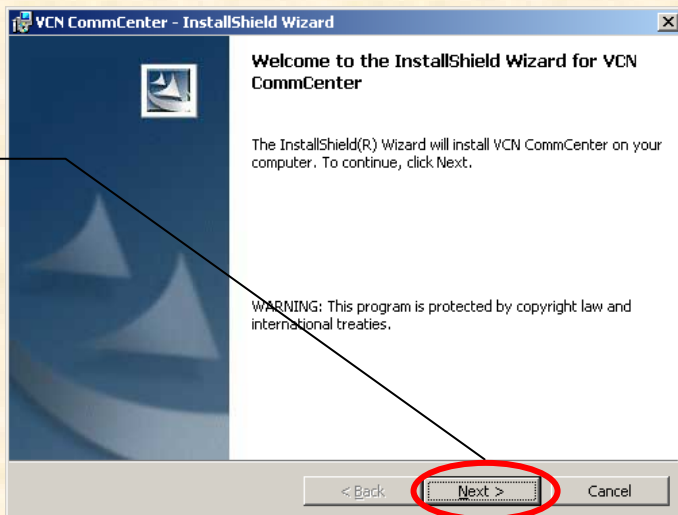 VCN CommCenter - InstallShield Wizard
Welcome to the InstallShield Wizard for VCN
CommCenter
The InstallShield(R) Wizard will install VCN CommCenter on your
computer. To continue, click Next.
WARNING: This program is protected by copyright law and
international treaties.
< Back
Next >
Cancel